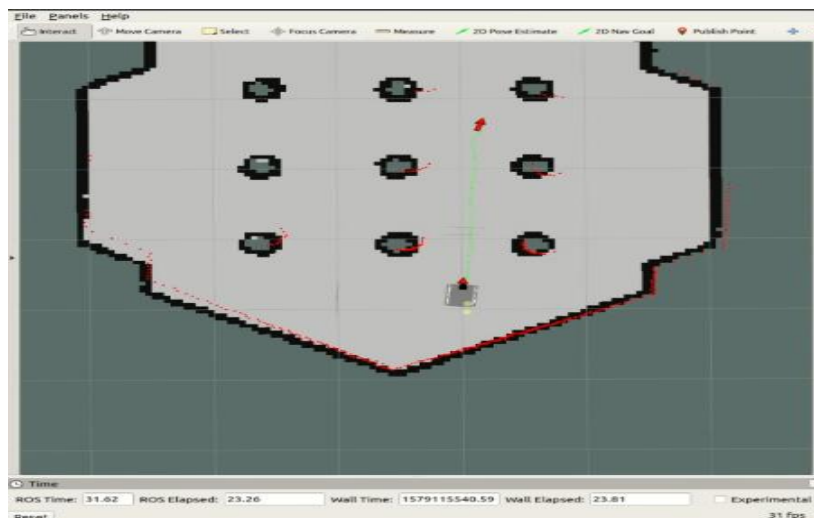 File Panels Help
Interact Move Camera Select Focus Camera Measure 2D Pose Estimate 2D Nav Goal Publish Point
Time
ROS Time: 31.62 ROS Elapsed: 23.26 Wall Time: 1579115540.59 Wall Elapsed: 23.81 Experimental
Reset 31 fps